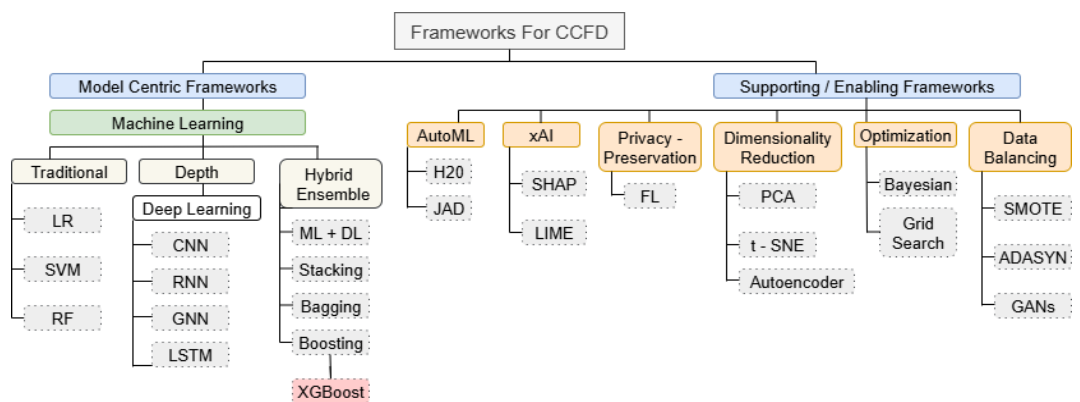 Frameworks For CCFD
Model Centric Frameworks
Supporting / Enabling Frameworks
Machine Learning
Traditional
LR
SVM
RF
Depth
Deep Learning
CNN
RNN
GNN
LSTM
Hybrid
Ensemble
ML + DL
Stacking
Bagging
Boosting
XGBoost
AutoML
H20
JAD
xAI
SHAP
LIME
Privacy -
Preservation
FL
Dimensionality
Reduction
PCA
t - SNE
Autoencoder
Optimization
Bayesian
Grid
Search
Data
Balancing
SMOTE
ADASYN
GANs